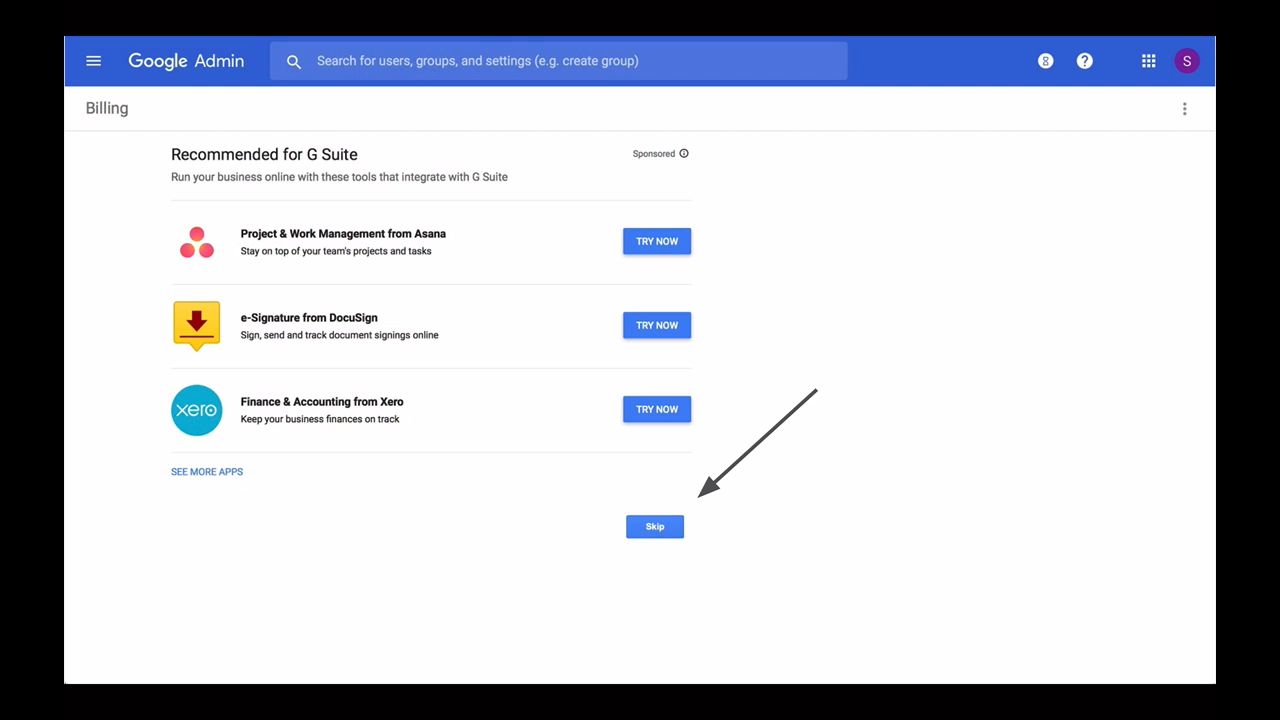 Google Admin
Search for users, groups, and settings (e.g. create group)
S
Billing
Recommended for G Suite
Sponsored
Run your business online with these tools that integrate with G Suite
Project & Work Management from Asana
Stay on top of your team's projects and tasks
TRY NOW
e-Signature from DocuSign
Sign, send and track document signings online
TRY NOW
xero
Finance & Accounting from Xero
Keep your business finances on track
TRY NOW
SEE MORE APPS
Skip